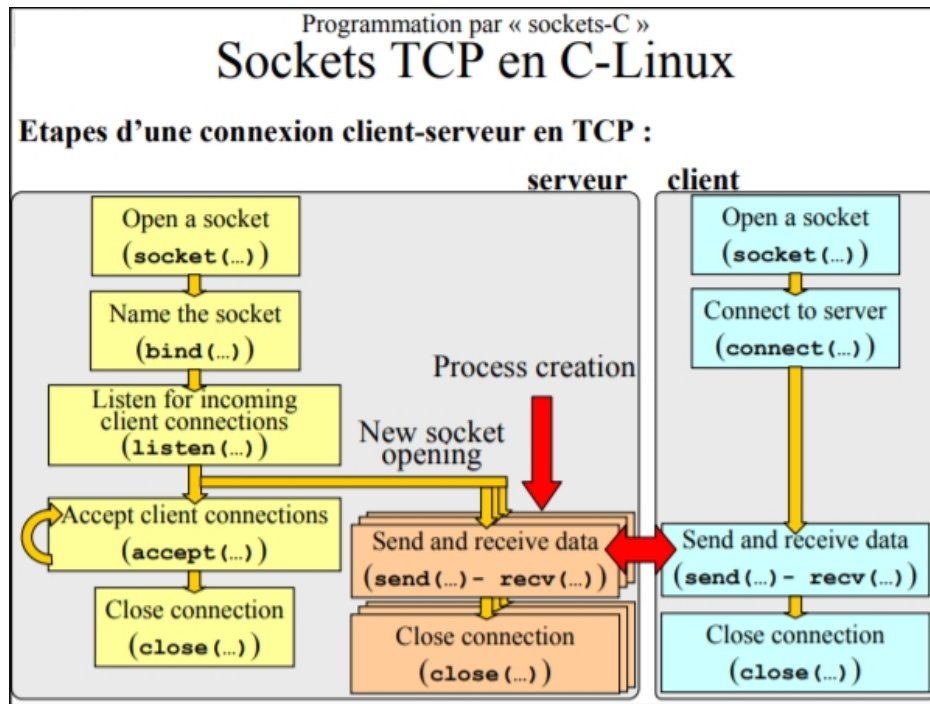 Programmation par « sockets-C »
Sockets TCP en C-Linux
Etapes d’une connexion client-serveur en TCP :
serveur
client
Open a socket
(socket(…))
Name the socket
(bind(…)
Listen for incoming
client connections
(listen(…))
Accept client connections
(accept(…)
Close connection
(close(…))
Process creation
New socket
opening
Send and receive data
(send(…)- recv(…))
Close connection
(close(…))
Open a socket
(socket(…))
Connect to server
(connect(…))
Send and receive data
(send(…)- recv(…))
Close connection
(close(…))